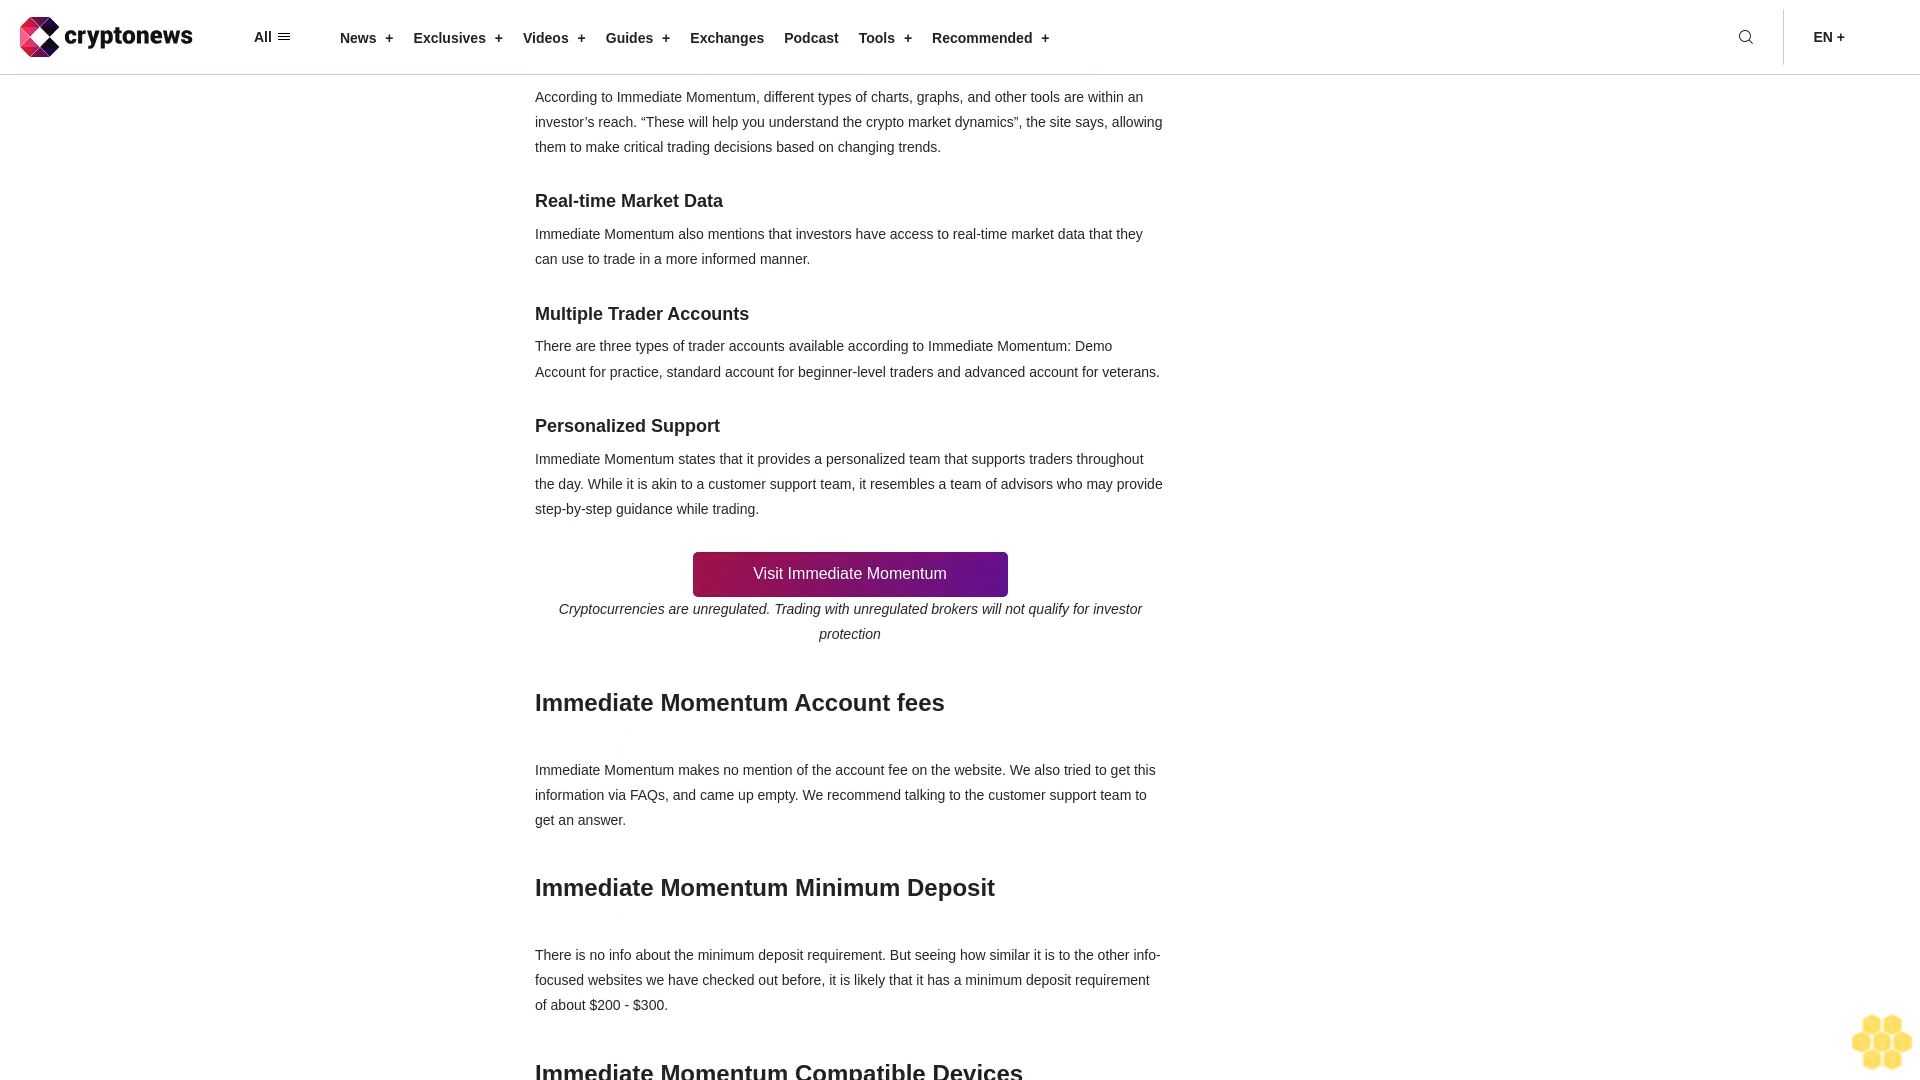 cryptonews
All
News +
Exclusives +
Videos +
Guides +
Exchanges
Podcast
Tools +
Recommended +
EN +
According to Immediate Momentum, different types of charts, graphs, and other tools are within an
investor’s reach. “These will help you understand the crypto market dynamics”, the site says, allowing
them to make critical trading decisions based on changing trends.
Real-time Market Data
Immediate Momentum also mentions that investors have access to real-time market data that they
can use to trade in a more informed manner.
Multiple Trader Accounts
There are three types of trader accounts available according to Immediate Momentum: Demo
Account for practice, standard account for beginner-level traders and advanced account for veterans.
Personalized Support
Immediate Momentum states that it provides a personalized team that supports traders throughout
the day. While it is akin to a customer support team, it resembles a team of advisors who may provide
step-by-step guidance while trading.
Visit Immediate Momentum
Cryptocurrencies are unregulated. Trading with unregulated brokers will not qualify for investor
protection
Immediate Momentum Account fees
Immediate Momentum makes no mention of the account fee on the website. We also tried to get this
information via FAQs, and came up empty. We recommend talking to the customer support team to
get an answer.
Immediate Momentum Minimum Deposit
There is no info about the minimum deposit requirement. But seeing how similar it is to the other info-
focused websites we have checked out before, it is likely that it has a minimum deposit requirement
of about $200 - $300.
Immediate Momentum Compatible Devices